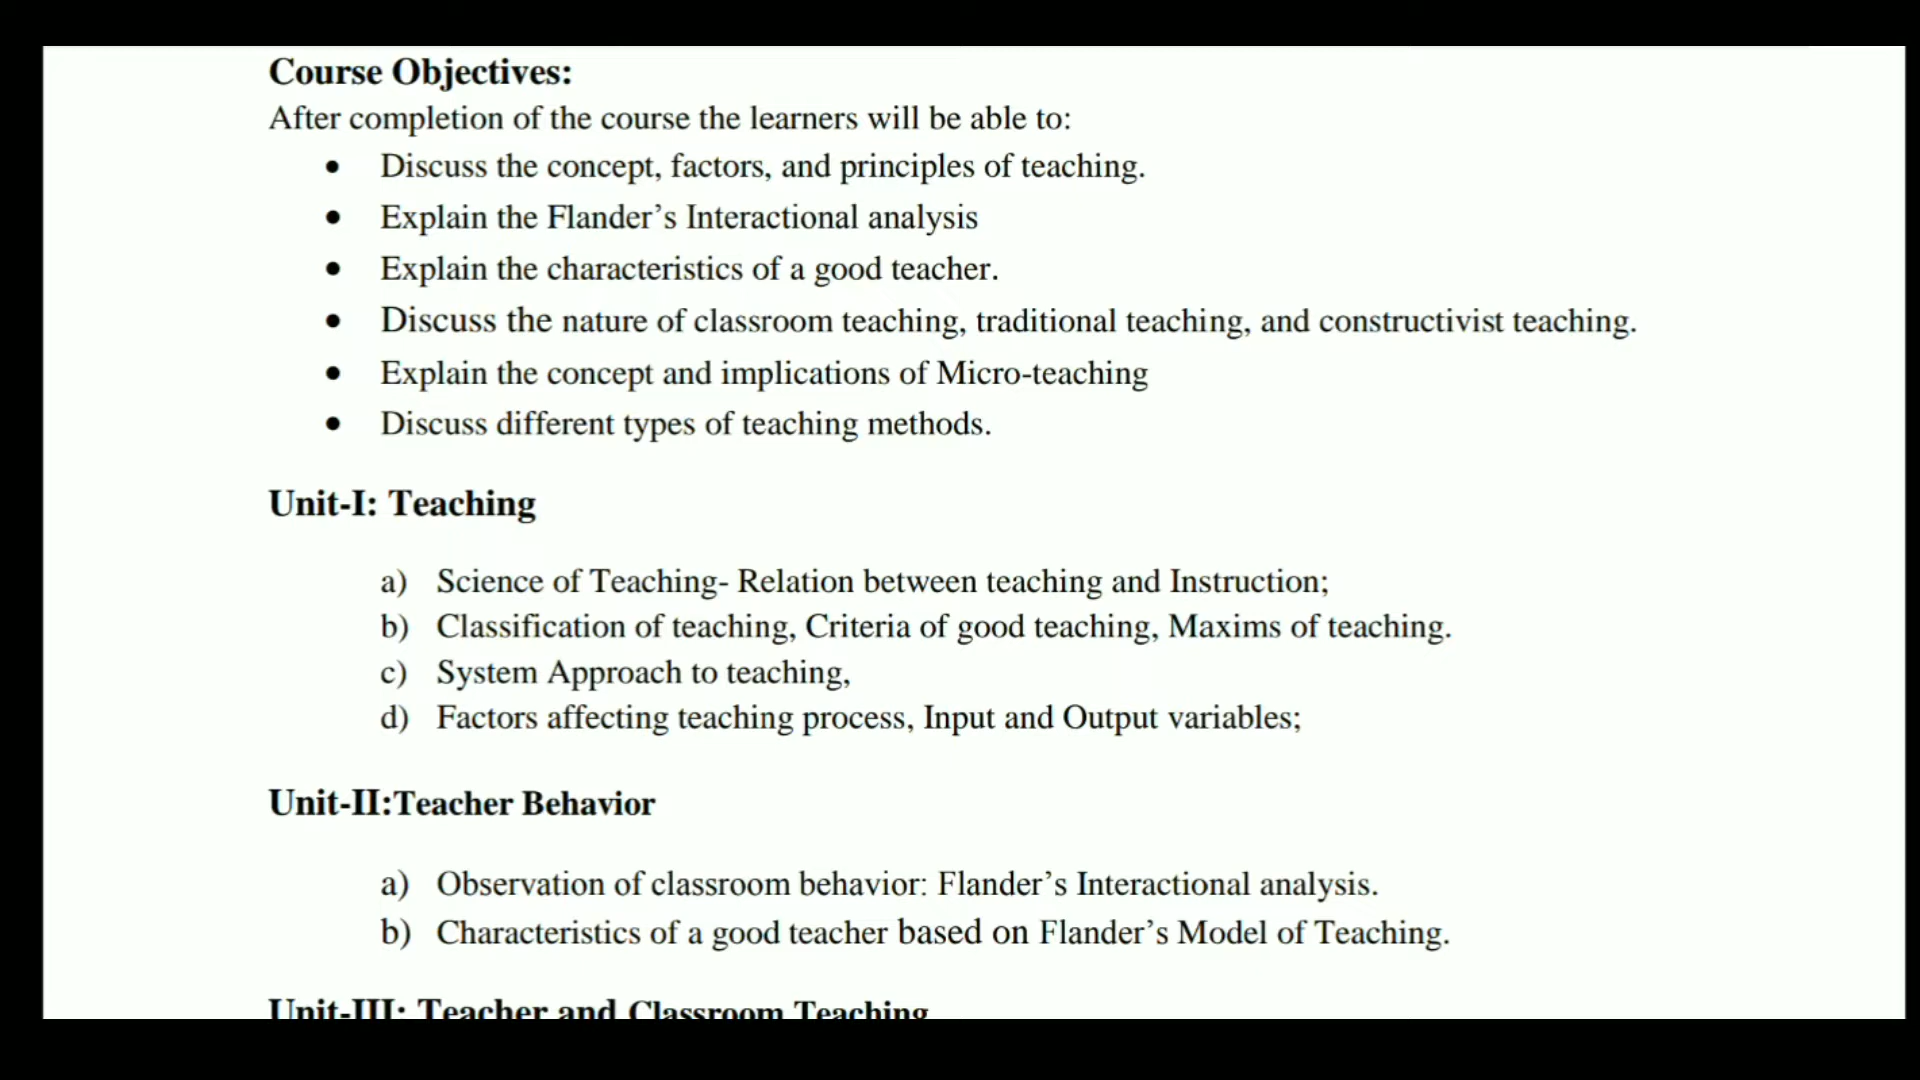 Course Objectives:
After completion of the course the learners will be able to:
• Discuss the concept, factors, and principles of teaching.
• Explain the Flander’s Interactional analysis
• Explain the characteristics of a good teacher.
• Discuss the nature of classroom teaching, traditional teaching, and constructivist teaching.
• Explain the concept and implications of Micro-teaching
• Discuss different types of teaching methods.
Unit-I: Teaching
a) Science of Teaching- Relation between teaching and Instruction;
b) Classification of teaching, Criteria of good teaching, Maxims of teaching.
c) System Approach to teaching,
d) Factors affecting teaching process, Input and Output variables;
Unit-II:Teacher Behavior
a) Observation of classroom behavior: Flander’s Interactional analysis.
b) Characteristics of a good teacher based on Flander’s Model of Teaching.
Unit-III: Teacher and Classroom Teaching